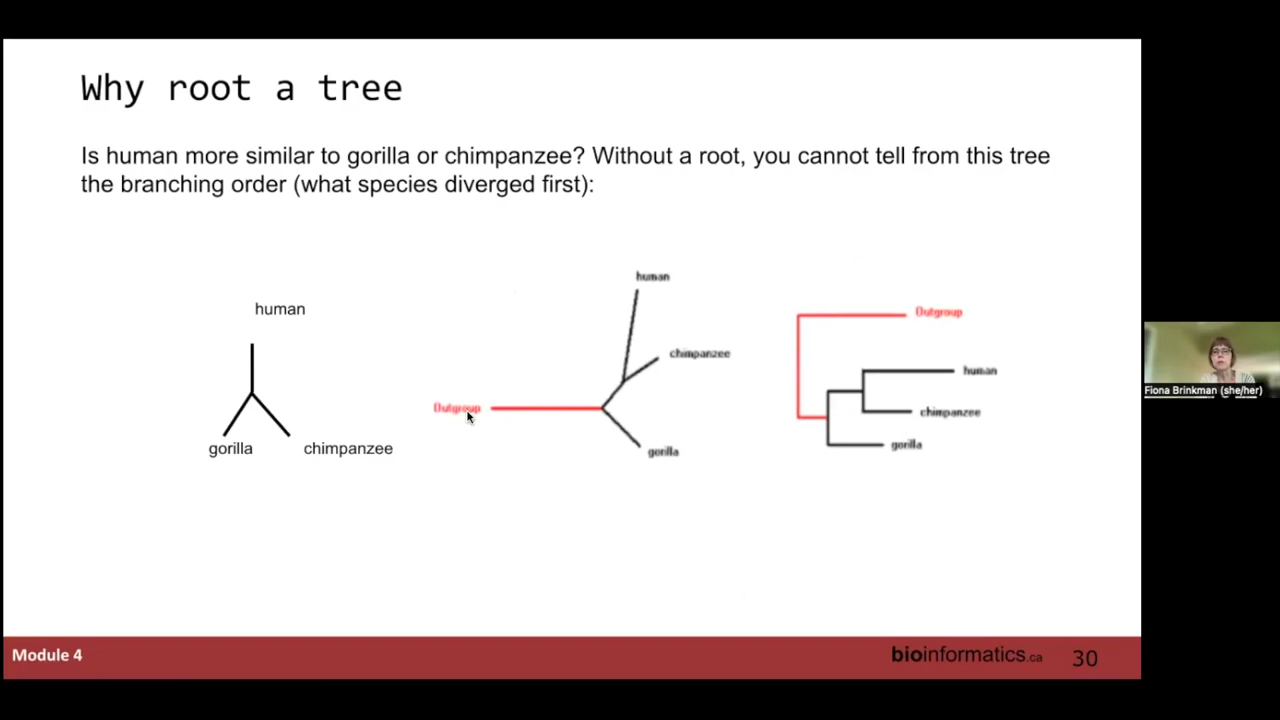 Why root a tree
Is human more similar to gorilla or chimpanzee? Without a root, you cannot tell from this tree
the branching order (what species diverged first):
human
gorilla
chimpanzee
human
chimpanzee
Outgroup
gorilla
Outgroup
human
chimpanzee
gorilla
Fiona Brinkman (she/her)
Module 4
bioinformatics.ca
30